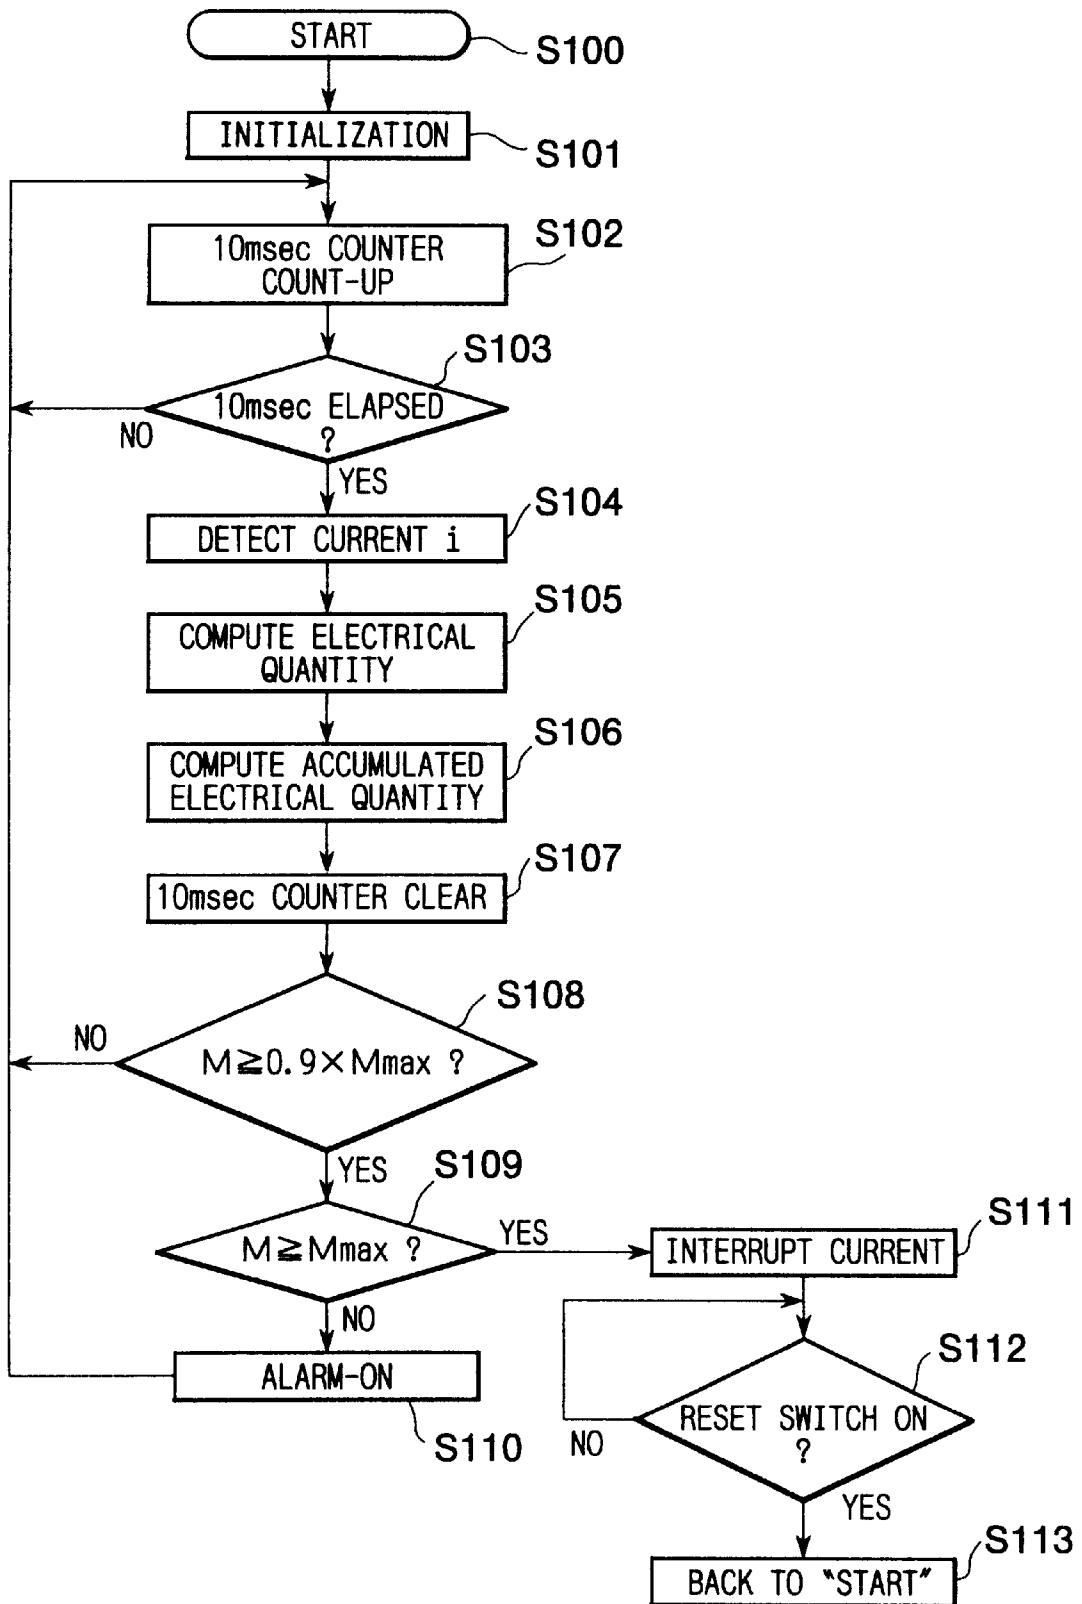 START
S100
INITIALIZATION
S101
10msec COUNTER
COUNT-UP
S102
S103
10msec ELAPSED
?
NO
YES
S104
DETECT CURRENT i
S105
COMPUTE ELECTRICAL
QUANTITY
S106
COMPUTE ACCUMULATED
ELECTRICAL QUANTITY
S107
10msec COUNTER CLEAR
S108
NO
M≧0.9×Mmax ?
YES
S109
M≧Mmax ?
YES
S111
INTERRUPT CURRENT
NO
ALARM-ON
S110
S112
RESET SWITCH ON
?
NO
YES
S113
BACK TO "START"